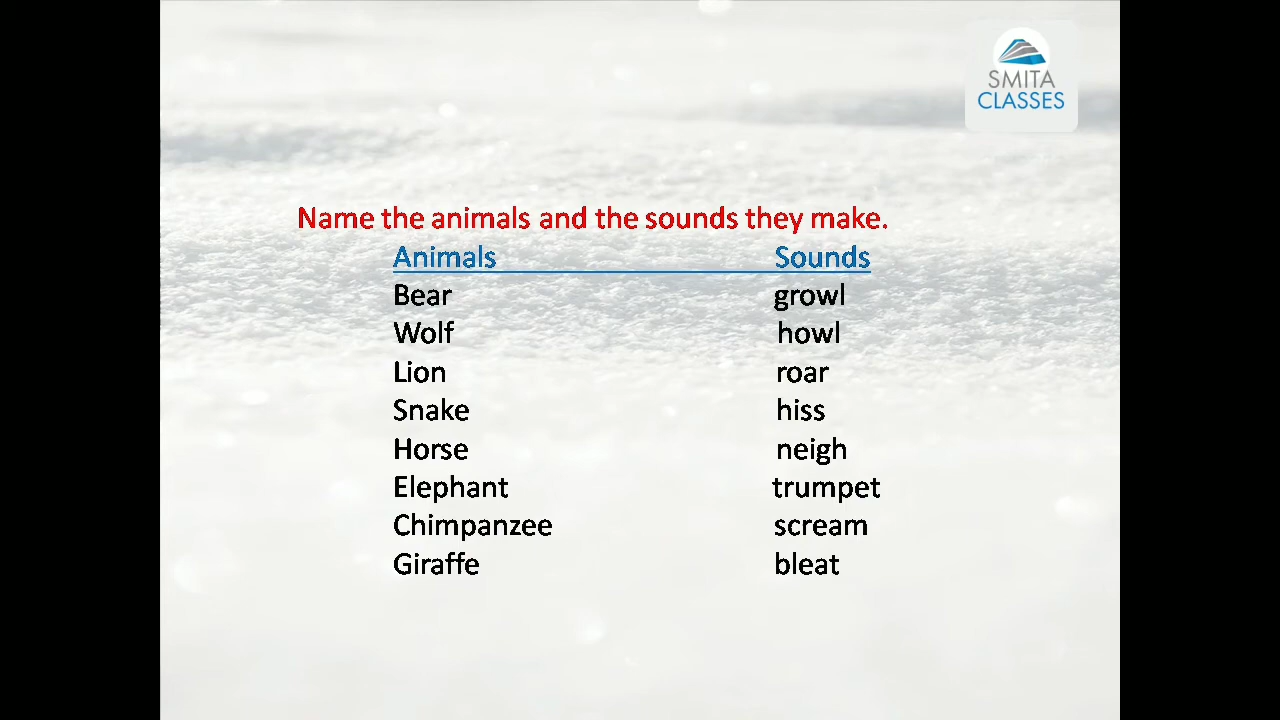 SMITA
CLASSES
Name the animals and the sounds they make.
Animals Sounds
Bear growl
Wolf howl
Lion roar
Snake hiss
Horse neigh
Elephant trumpet
Chimpanzee scream
Giraffe bleat